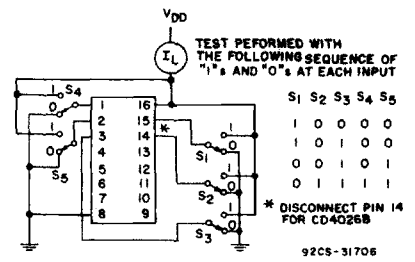 VDD
IL
TEST PEFORMED WITH
THE FOLLOWING SEQUENCE OF
"1"s AND "0"s AT EACH INPUT
S1 S2 S3 S4 S5
1 0 0 0 0
0 1 0 0 1
0 0 1 0 1
0 1 1 1 1
* DISCONNECT PIN 14
FOR CD4026B
1 S4
0
1
0
S5
1 16
2 15
3 14 *
4 13
5 12
6 11
7 10
8 9
1
S1 0
1
S2 0
1
S3 0
92CS-31706